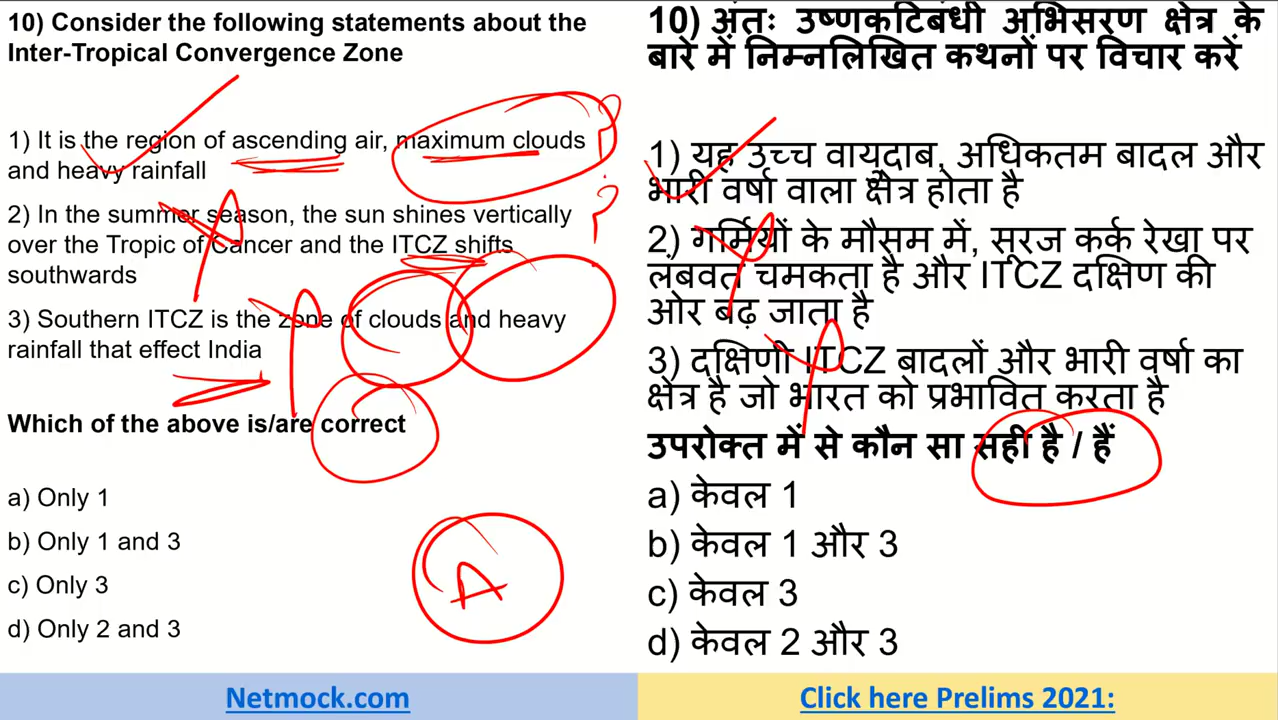 10) Consider the following statements about the
Inter-Tropical Convergence Zone
1) It is the region of ascending air, maximum clouds
and heavy rainfall
2) In the summer season, the sun shines vertically
over the Tropic of Cancer and the ITCZ shifts
southwards
3) Southern ITCZ is the zone of clouds and heavy
rainfall that effect India
Which of the above is/are correct
a) Only 1
b) Only 1 and 3
c) Only 3
d) Only 2 and 3
A
? 
?
Netmock.com
10) अंतः उष्णकटिबंधी अभिसरण क्षेत्र के
बारे में निम्नलिखित कथनों पर विचार करें
1) यह उच्च वायुदाब, अधिकतम बादल और
भारी वर्षा वाला क्षेत्र होता है
2) गर्मियों के मौसम में, सूरज कर्क रेखा पर
लंबवत चमकता है और ITCZ दक्षिण की
ओर बढ़ जाता है
3) दक्षिणी ITCZ बादलों और भारी वर्षा का
क्षेत्र है जो भारत को प्रभावित करता है
उपरोक्त में से कौन सा सही है / हैं
a) केवल 1
b) केवल 1 और 3
c) केवल 3
d) केवल 2 और 3
Click here Prelims 2021: